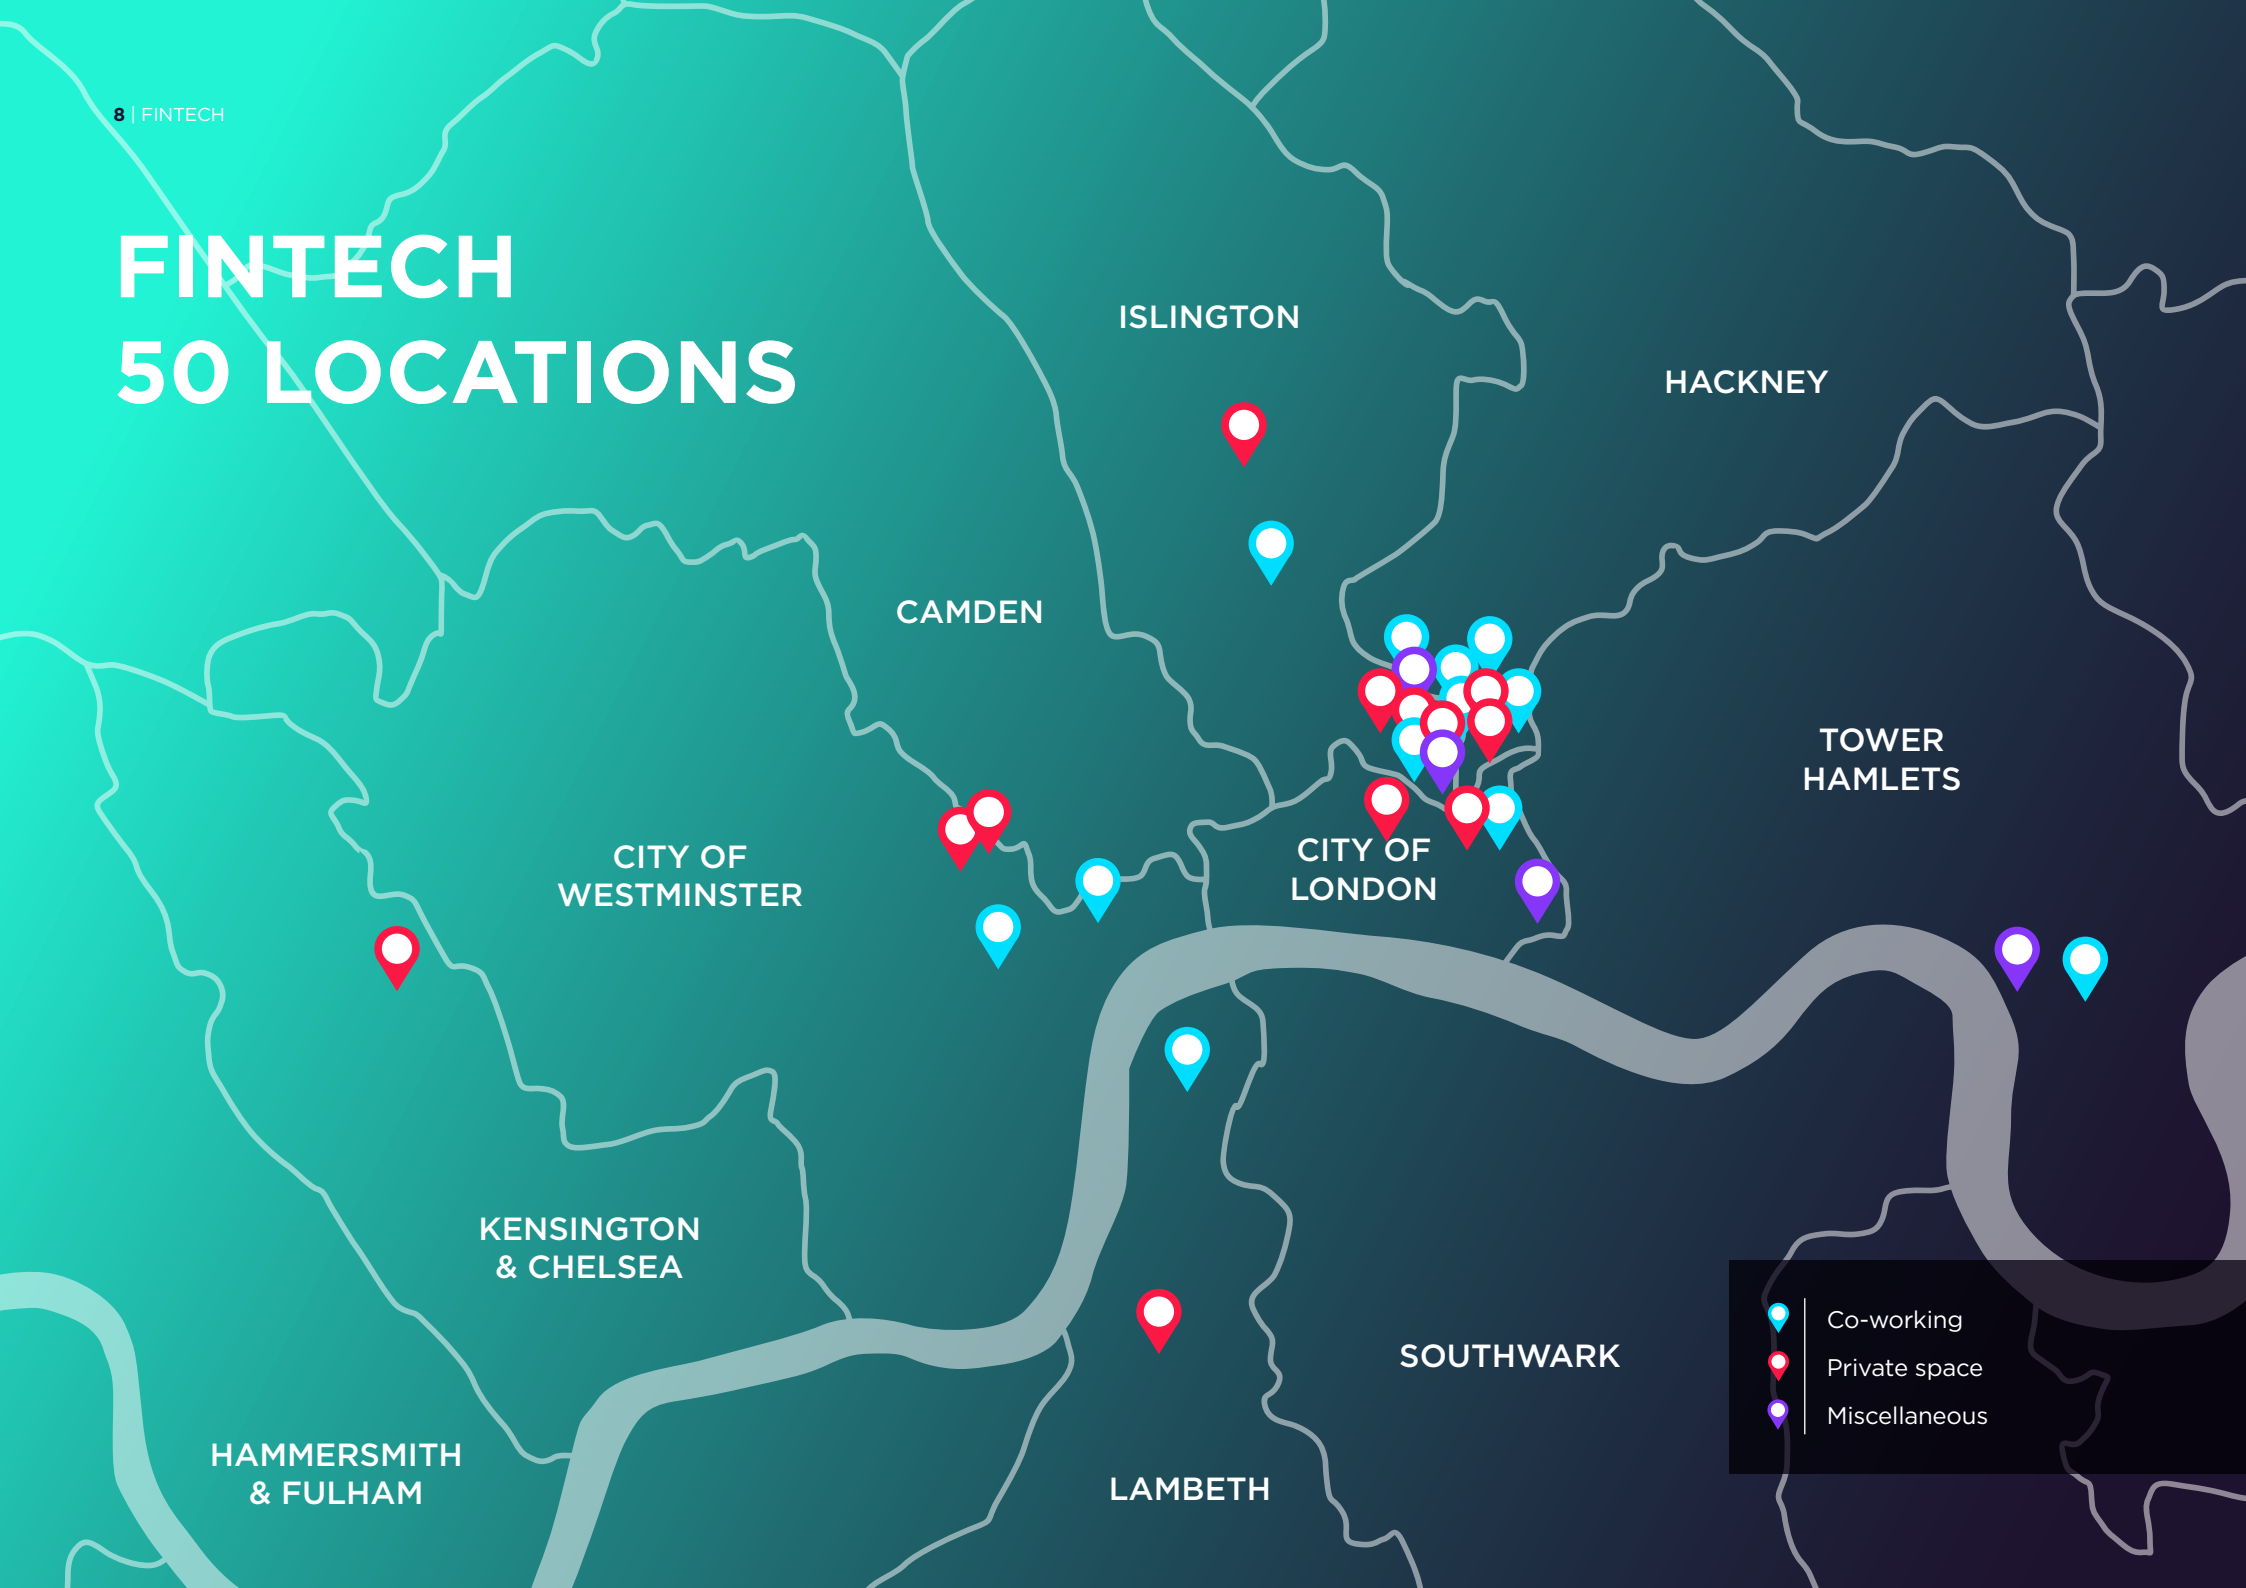 8 | FINTECH
FINTECH
50 LOCATIONS
ISLINGTON
HACKNEY
CAMDEN
TOWER
HAMLETS
CITY OF
WESTMINSTER
CITY OF
LONDON
KENSINGTON
& CHELSEA
SOUTHWARK
HAMMERSMITH
& FULHAM
LAMBETH
Co-working
Private space
Miscellaneous